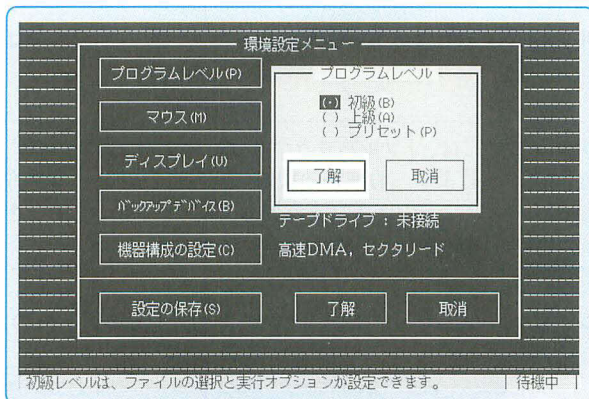 環境設定メニュー
プログラムレベル(P)
マウス(M)
ディスプレイ(V)
バックアップデバイス(B)
機器構成の設定(C)
プログラムレベル
(・) 初級(B)
( ) 上級(A)
( ) プリセット(P)
了解
取消
テープドライブ : 未接続
高速DMA, セクタリード
設定の保存(S)
了解
取消
初級レベルは、ファイルの選択と実行オプションが設定できます。
待機中